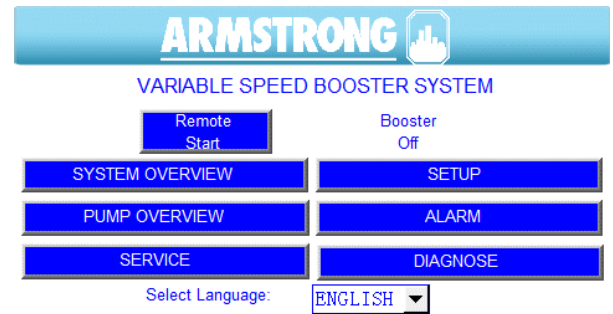 ARMSTRONG
VARIABLE SPEED BOOSTER SYSTEM
Remote
Start
Booster
Off
SYSTEM OVERVIEW
SETUP
PUMP OVERVIEW
ALARM
SERVICE
DIAGNOSE
Select Language:
ENGLISH